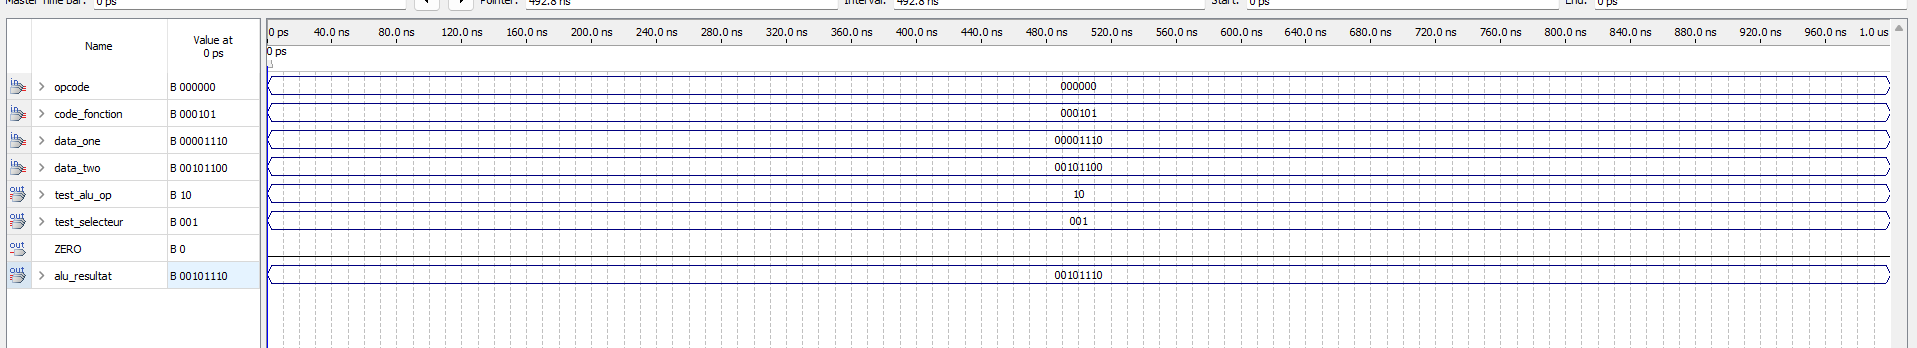 Master Time Bar: 0 ps Pointer: 492.8 ns Interval: 492.8 ns Start: 0 ps End: 0 ps
Name Value at 0 ps
0 ps 40.0 ns 80.0 ns 120.0 ns 160.0 ns 200.0 ns 240.0 ns 280.0 ns 320.0 ns 360.0 ns 400.0 ns 440.0 ns 480.0 ns 520.0 ns 560.0 ns 600.0 ns 640.0 ns 680.0 ns 720.0 ns 760.0 ns 800.0 ns 840.0 ns 880.0 ns 920.0 ns 960.0 ns 1.0 us
0 ps
in opcode B 000000 000000
in code_fonction B 000101 000101
in data_one B 00001110 00001110
in data_two B 00101100 00101100
out test_alu_op B 10 10
out test_selecteur B 001 001
out ZERO B 0
out alu_resultat B 00101110 00101110